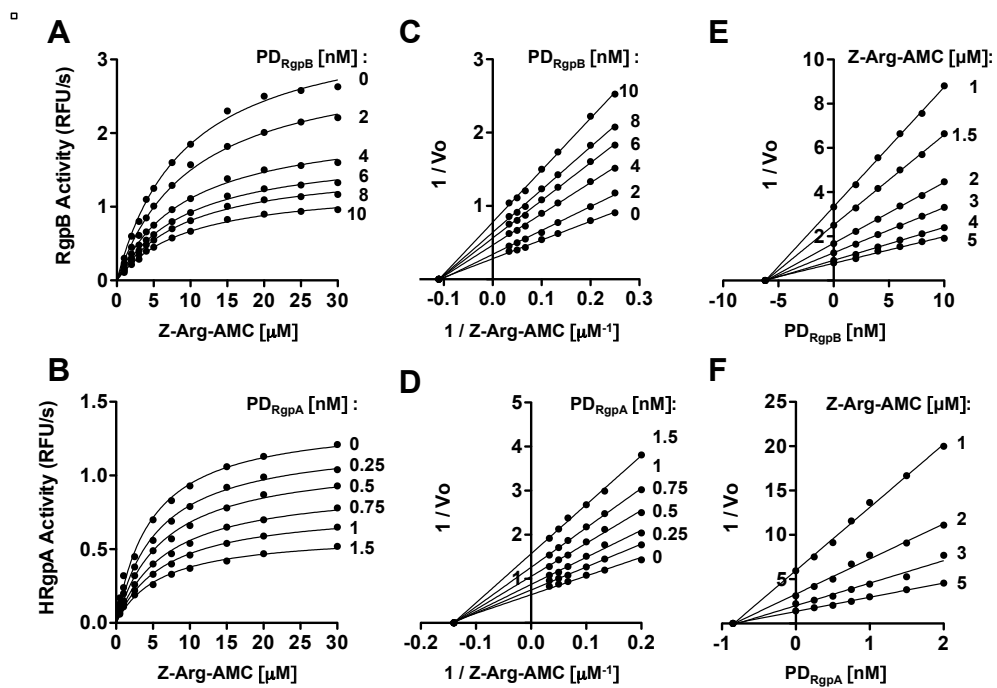 A
PD_RgpB [nM] :
RgpB Activity (RFU/s)
3
2
1
0
0
2
4
6
8
10
0 5 10 15 20 25 30
Z-Arg-AMC [μM]
C
PD_RgpB [nM] :
1 / Vo
3
2
1
10
8
6
4
2
0
-0.1 0.0 0.1 0.2 0.3
1 / Z-Arg-AMC [μM⁻¹]
E
Z-Arg-AMC [μM]:
1 / Vo
10
8
6
4
2
1
1.5
2
3
4
5
-10 -5 0 5 10
PD_RgpB [nM]
B
PD_RgpA [nM] :
HRgpA Activity (RFU/s)
1.5
1.0
0.5
0.0
0
0.25
0.5
0.75
1
1.5
0 5 10 15 20 25 30
Z-Arg-AMC [μM]
D
PD_RgpA [nM]:
1 / Vo
5
4
3
2
1
1.5
1
0.75
0.5
0.25
0
-0.2 -0.1 0.0 0.1 0.2
1 / Z-Arg-AMC [μM⁻¹]
F
Z-Arg-AMC [μM]:
1 / Vo
25
20
15
10
5
1
2
3
5
-1 0 1 2
PD_RgpA [nM]